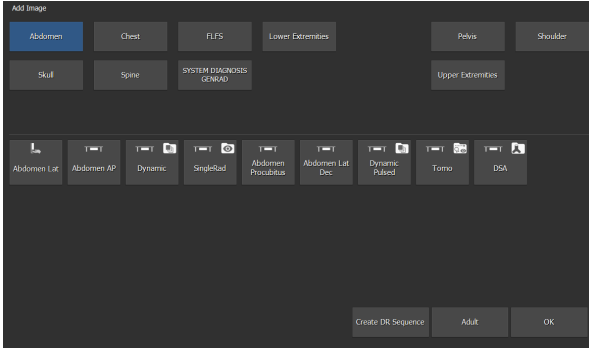 Add Image
Abdomen
Chest
FLFS
Lower Extremities
Pelvis
Shoulder
Skull
Spine
SYSTEM DIAGNOSIS
GENRAD
Upper Extremities
Abdomen Lat
Abdomen AP
Dynamic
SingleRad
Abdomen
Procubitus
Abdomen Lat
Dec
Dynamic
Pulsed
Tomo
DSA
Create DR Sequence
Adult
OK